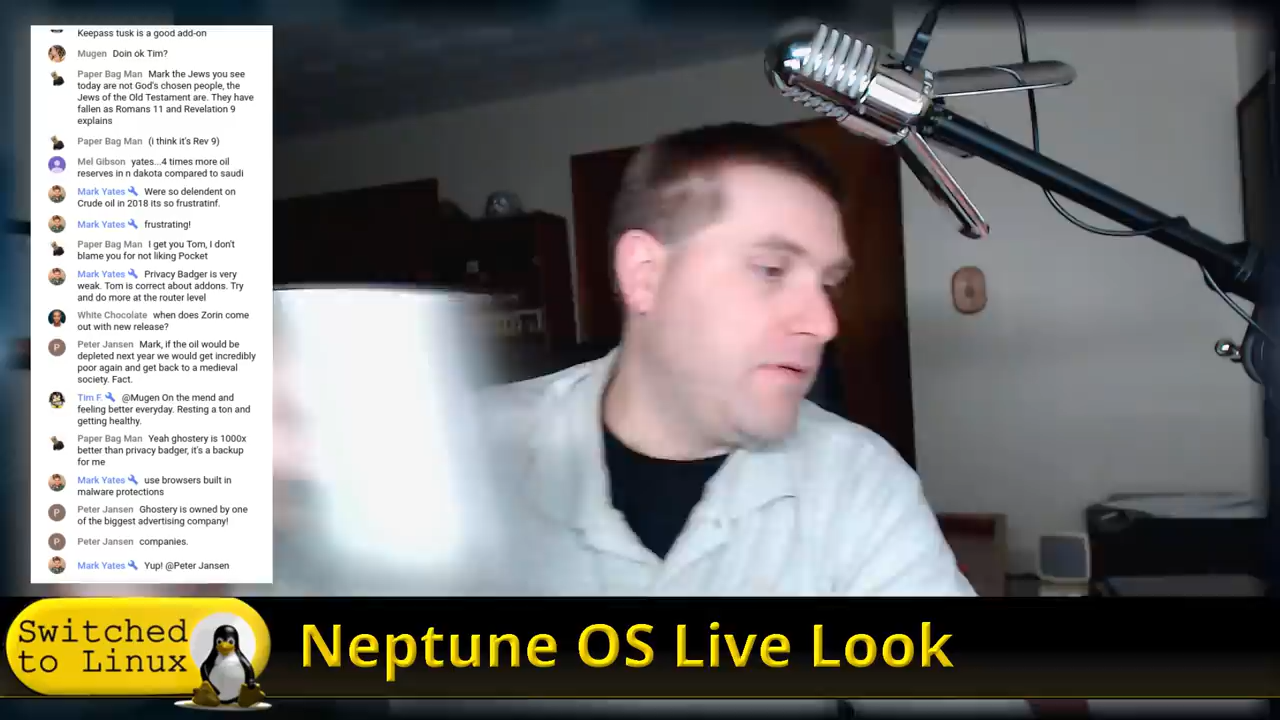 Keepass tusk is a good add-on
Mugen Doin ok Tim?
Paper Bag Man Mark the Jews you see
today are not God's chosen people, the
Jews of the Old Testament are. They have
fallen as Romans 11 and Revelation 9
explains
Paper Bag Man (i think it's Rev 9)
Mel Gibson yates...4 times more oil
reserves in n dakota compared to saudi
Mark Yates Were so delendent on
Crude oil in 2018 its so frustratinf.
Mark Yates frustrating!
Paper Bag Man I get you Tom, I don't
blame you for not liking Pocket
Mark Yates Privacy Badger is very
weak. Tom is correct about addons. Try
and do more at the router level
White Chocolate when does Zorin come
out with new release?
P
Peter Jansen Mark, if the oil would be
depleted next year we would get incredibly
poor again and get back to a medieval
society. Fact.
Tim F. @Mugen On the mend and
feeling better everyday. Resting a ton and
getting healthy.
Paper Bag Man Yeah ghostery is 1000x
better than privacy badger, it's a backup
for me
Mark Yates use browsers built in
malware protections
P
Peter Jansen Ghostery is owned by one
of the biggest advertising company!
P
Peter Jansen companies.
Mark Yates Yup! @Peter Jansen
Switched
to Linux
Neptune OS Live Look